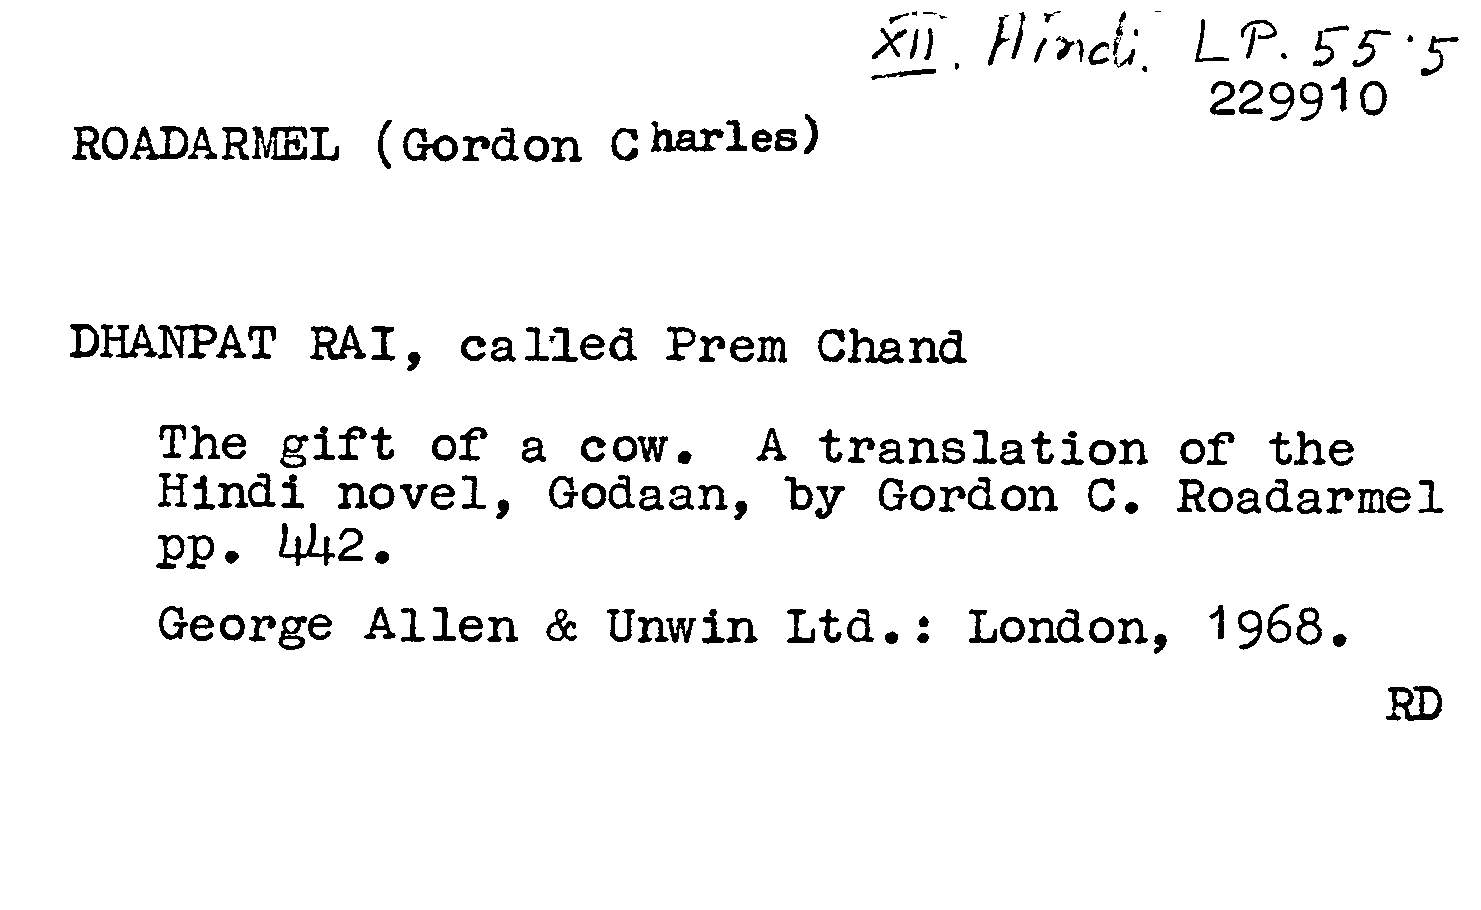 XII. Hindi. L P. 55·5
229910
ROADARMEL (Gordon Charles)
DHANPAT RAI, called Prem Chand
The gift of a cow. A translation of the
Hindi novel, Godaan, by Gordon C. Roadarmel
pp. 442.
George Allen & Unwin Ltd.: London, 1968.
RD